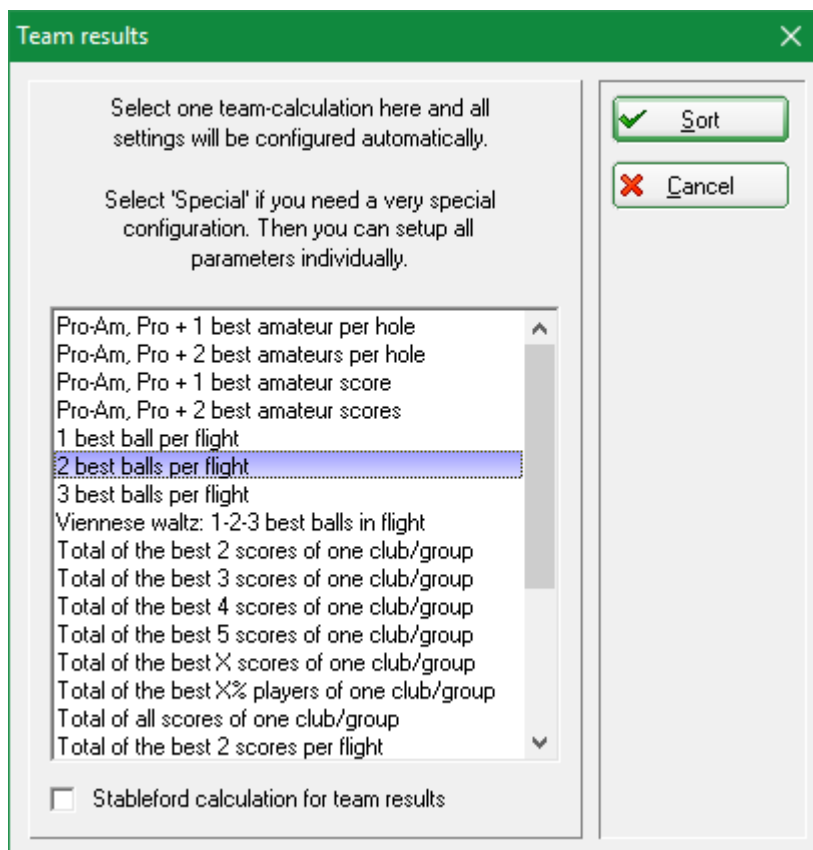 Team results
Select one team-calculation here and all
settings will be configured automatically.
Select 'Special' if you need a very special
configuration. Then you can setup all
parameters individually.
Pro-Am, Pro + 1 best amateur per hole
Pro-Am, Pro + 2 best amateurs per hole
Pro-Am, Pro + 1 best amateur score
Pro-Am, Pro + 2 best amateur scores
1 best ball per flight
2 best balls per flight
3 best balls per flight
Viennese waltz: 1-2-3 best balls in flight
Total of the best 2 scores of one club/group
Total of the best 3 scores of one club/group
Total of the best 4 scores of one club/group
Total of the best 5 scores of one club/group
Total of the best X scores of one club/group
Total of the best X% players of one club/group
Total of all scores of one club/group
Total of the best 2 scores per flight
Stableford calculation for team results
Sort
Cancel